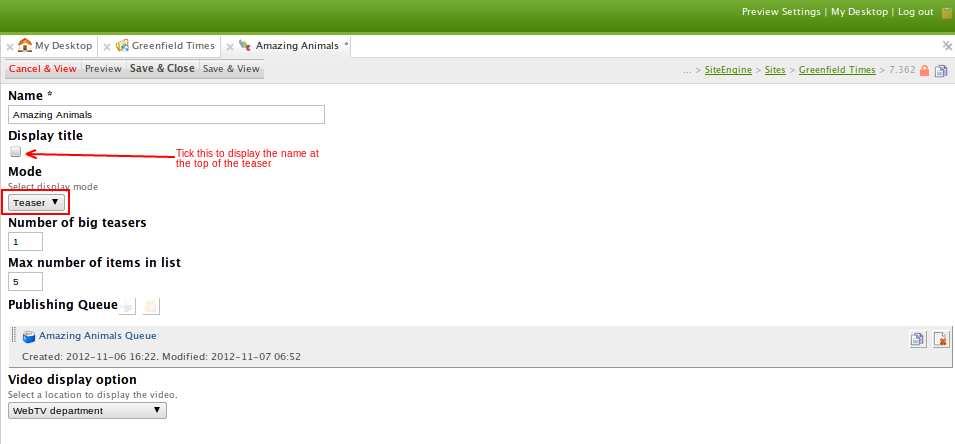 Preview Settings | My Desktop | Log out
My Desktop Greenfield Times Amazing Animals *
Cancel & View Preview Save & Close Save & View ... > SiteEngine > Sites > Greenfield Times > 7.362
Name *
Amazing Animals
Display title
Tick this to display the name at
the top of the teaser
Mode
Select display mode
Teaser ▼
Number of big teasers
1
Max number of items in list
5
Publishing Queue
Amazing Animals Queue
Created: 2012-11-06 16:22. Modified: 2012-11-07 06:52
Video display option
Select a location to display the video.
WebTV department ▼